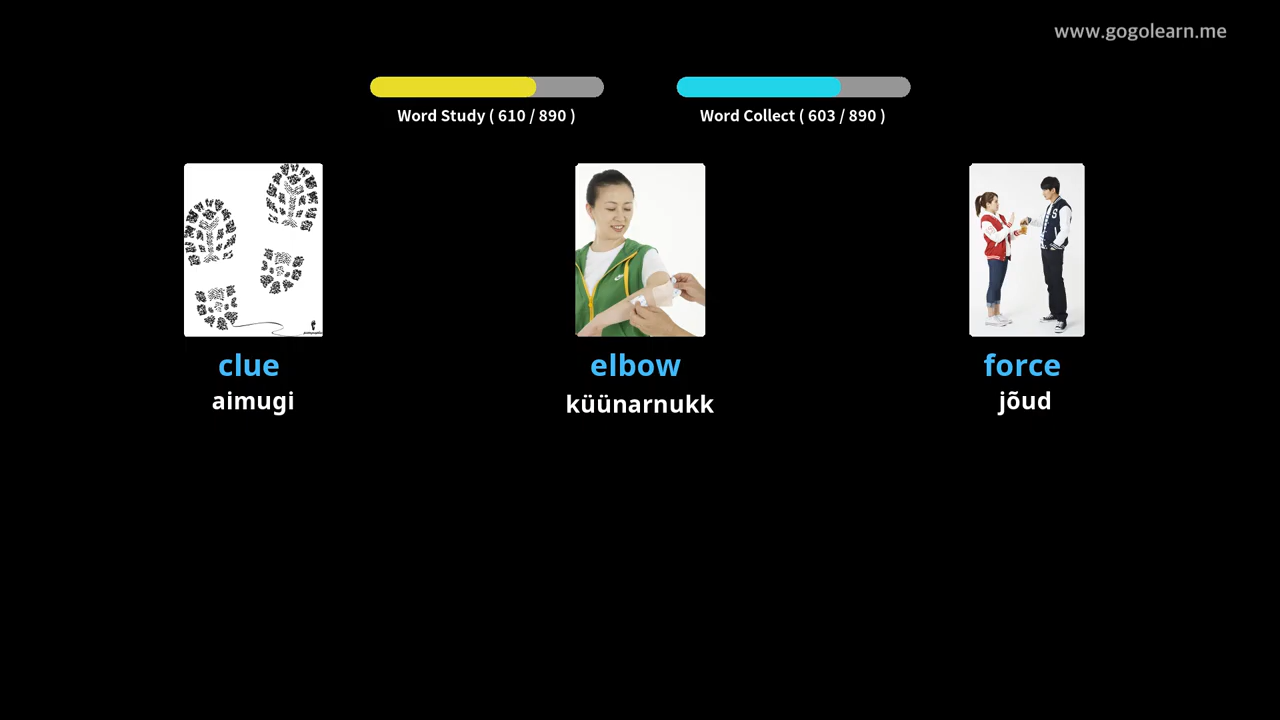 www.gogolearn.me
Word Study ( 610 / 890 )
Word Collect ( 603 / 890 )
clue
aimugi
elbow
küünarnukk
force
jõud